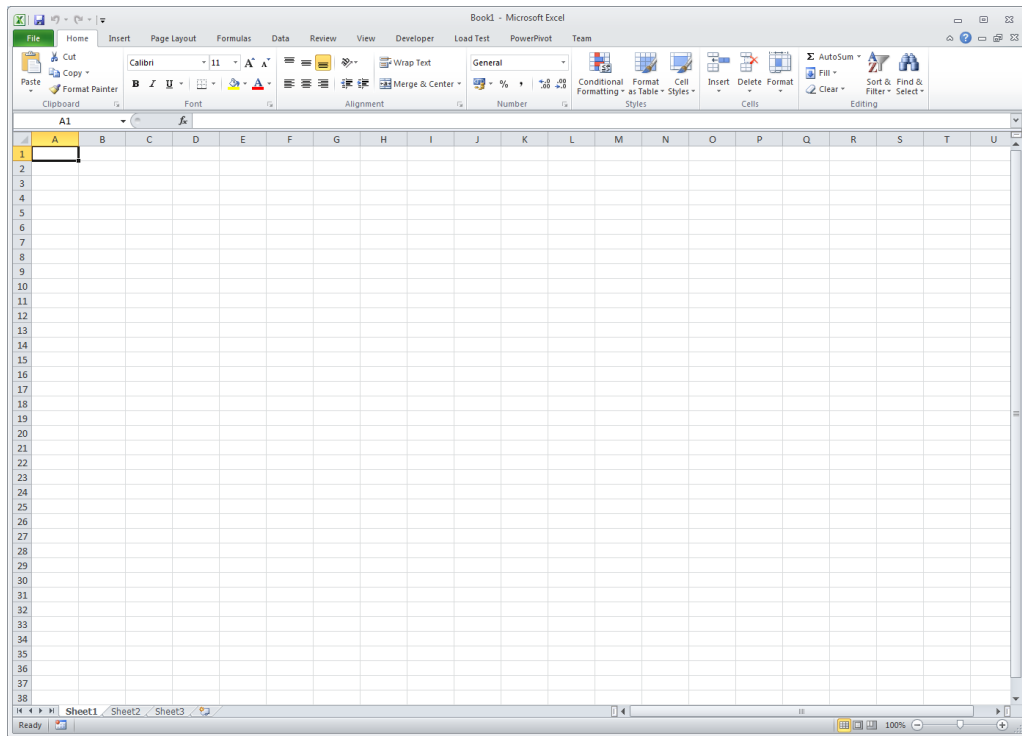 Book1 - Microsoft Excel
File Home Insert Page Layout Formulas Data Review View Developer Load Test PowerPivot Team
Paste
Cut
Copy
Format Painter
Clipboard
Calibri 11
B I U
Font
Wrap Text
Merge & Center
Alignment
General
% ,
Number
Conditional Formatting
Format as Table
Cell Styles
Styles
Insert Delete Format
Cells
Σ AutoSum
Fill
Clear
Sort & Filter
Find & Select
Editing
A1 fx
A B C D E F G H I J K L M N O P Q R S T U
1
2
3
4
5
6
7
8
9
10
11
12
13
14
15
16
17
18
19
20
21
22
23
24
25
26
27
28
29
30
31
32
33
34
35
36
37
38
Sheet1 Sheet2 Sheet3
Ready 100%